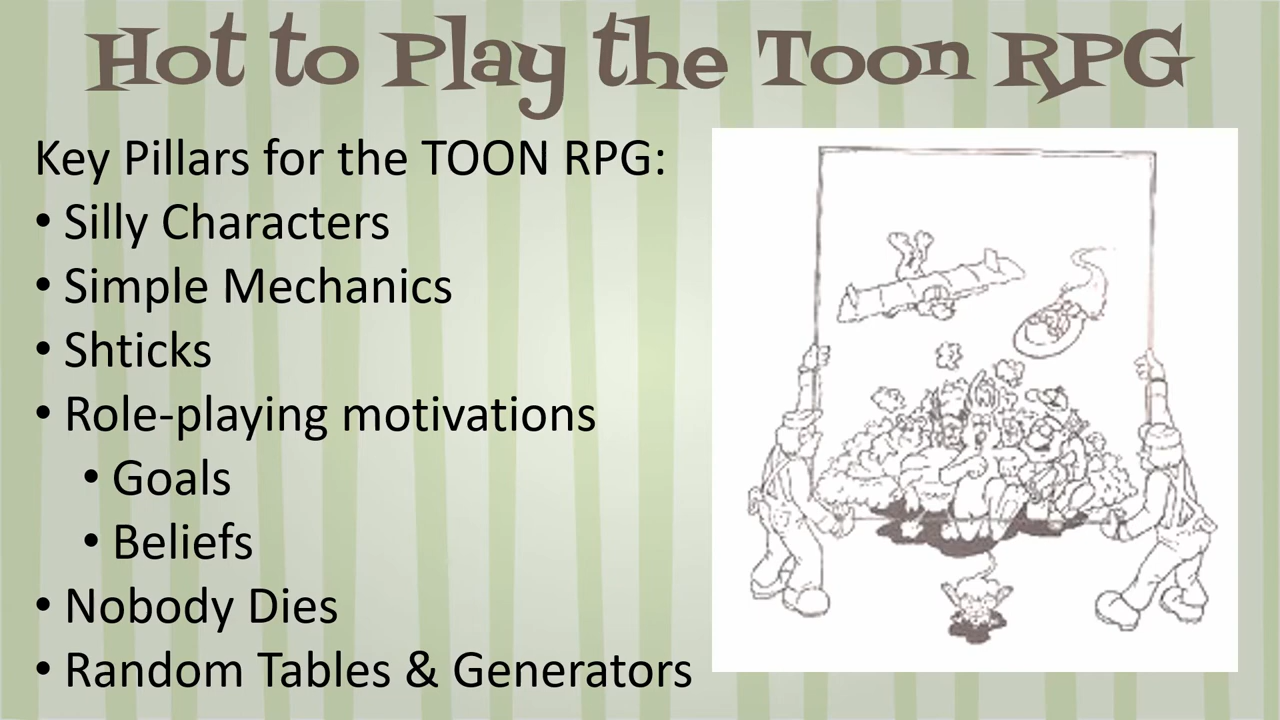 Hot to Play the Toon RPG
Key Pillars for the TOON RPG:
• Silly Characters
• Simple Mechanics
• Shticks
• Role-playing motivations
• Goals
• Beliefs
• Nobody Dies
• Random Tables & Generators